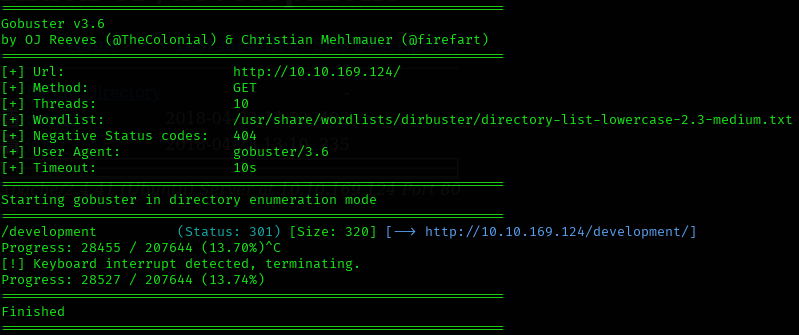 Gobuster v3.6
by OJ Reeves (@TheColonial) & Christian Mehlmauer (@firefart)
[+] Url: http://10.10.169.124/
[+] Method: GET
[+] Threads: 10
[+] Wordlist: /usr/share/wordlists/dirbuster/directory-list-lowercase-2.3-medium.txt
[+] Negative Status codes: 404
[+] User Agent: gobuster/3.6
[+] Timeout: 10s
Starting gobuster in directory enumeration mode
/development (Status: 301) [Size: 320] [--> http://10.10.169.124/development/]
Progress: 28455 / 207644 (13.70%)^C
[!] Keyboard interrupt detected, terminating.
Progress: 28527 / 207644 (13.74%)
Finished